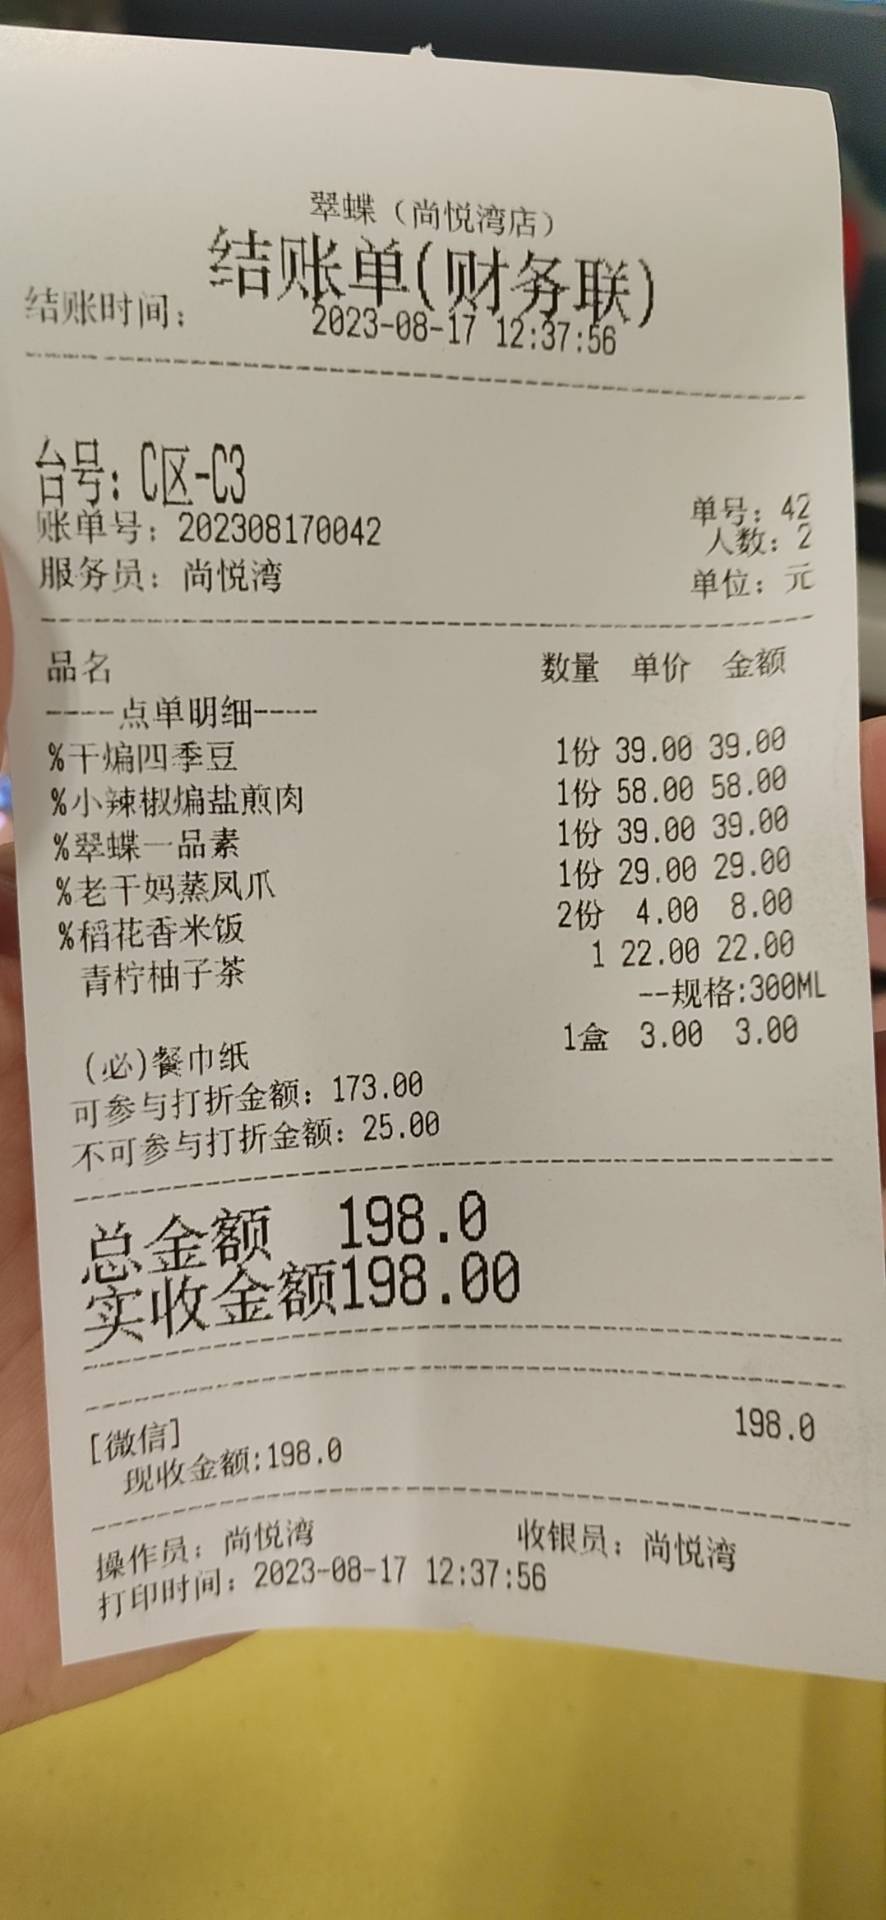 翠蝶（尚悦湾店）
结账单(财务联)
结账时间： 2023-08-17 12:37:56
台号：C区-C3
账单号：202308170042 单号：42
人数：2
服务员：尚悦湾 单位：元
品名 数量 单价 金额
----点单明细----
%干煸四季豆 1份 39.00 39.00
%小辣椒煸盐煎肉 1份 58.00 58.00
%翠蝶一品素 1份 39.00 39.00
%老干妈蒸凤爪 1份 29.00 29.00
%稻花香米饭 2份 4.00 8.00
青柠柚子茶 1 22.00 22.00
--规格:300ML
(必)餐巾纸 1盒 3.00 3.00
可参与打折金额：173.00
不可参与打折金额：25.00
总金额 198.0
实收金额198.00
[微信] 198.0
现收金额:198.0
操作员：尚悦湾 收银员：尚悦湾
打印时间：2023-08-17 12:37:56